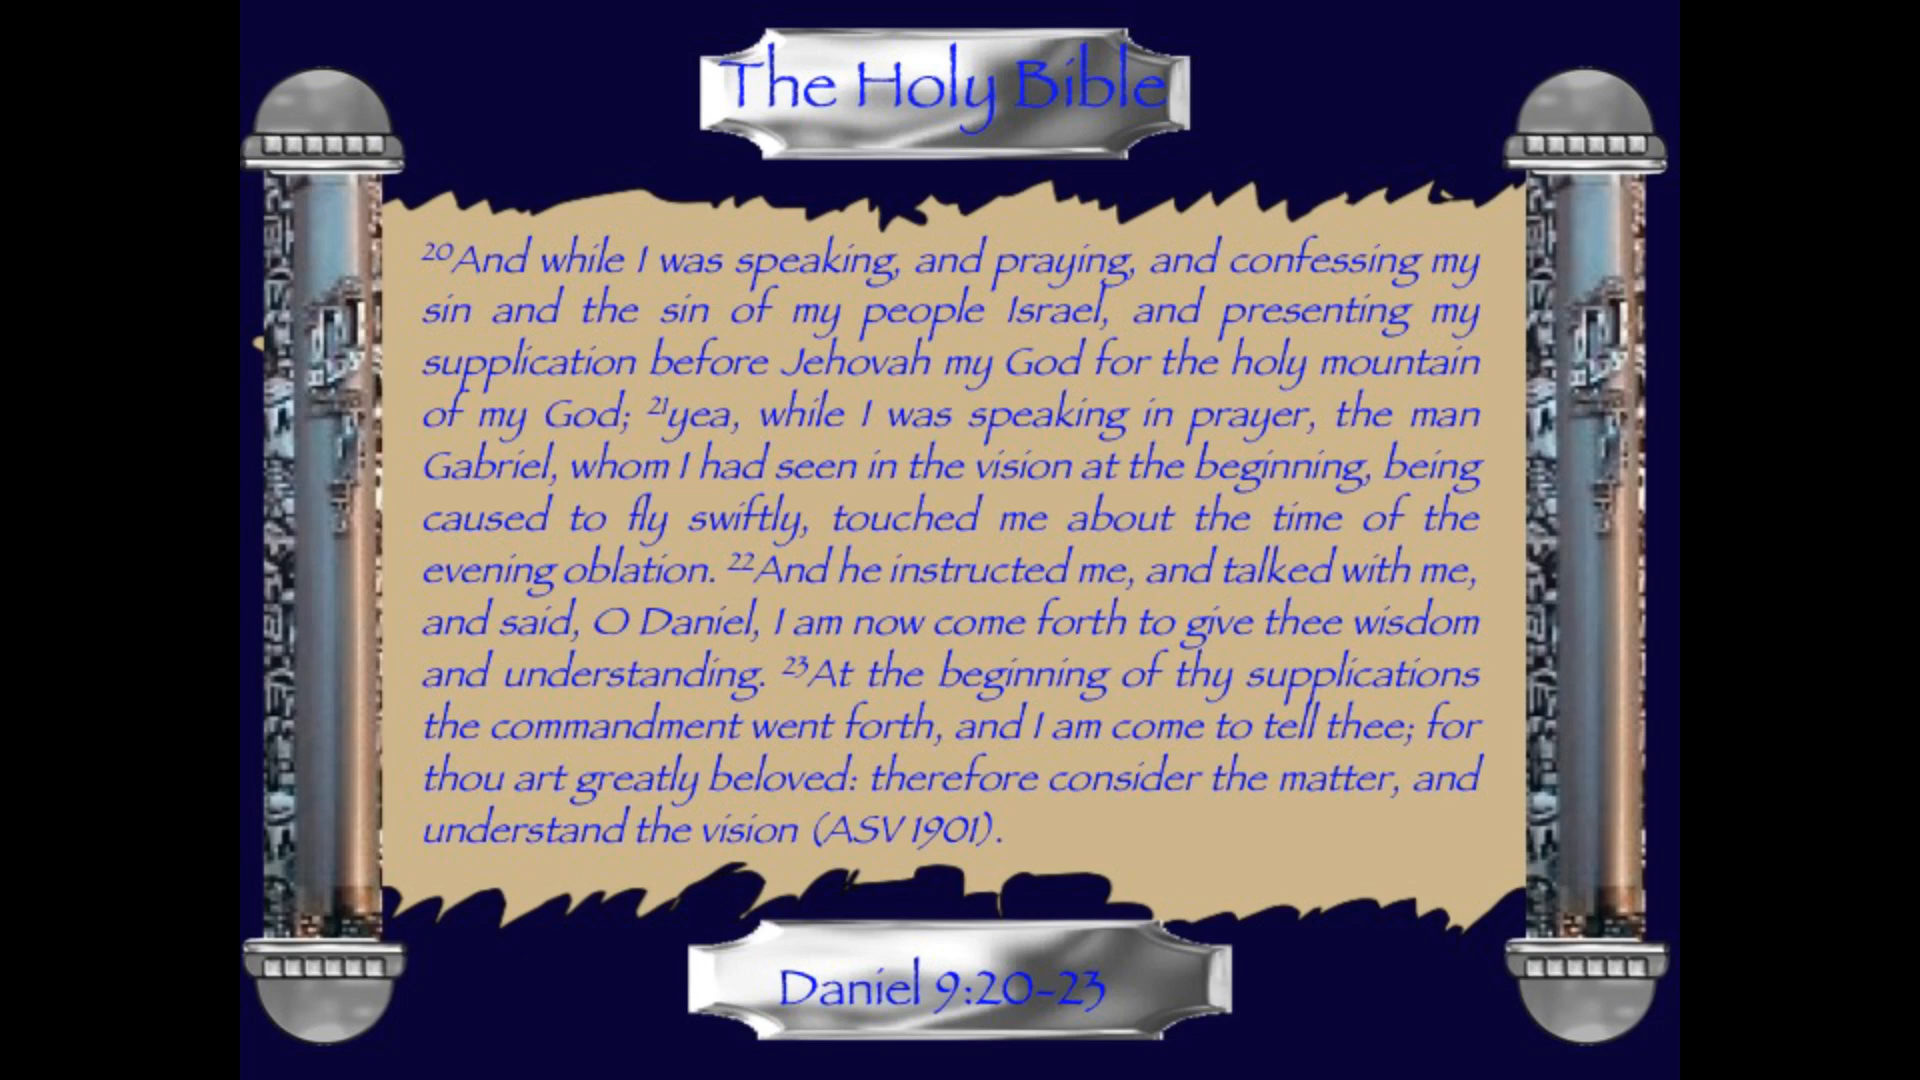 The Holy Bible
20And while I was speaking, and praying, and confessing my
sin and the sin of my people Israel, and presenting my
supplication before Jehovah my God for the holy mountain
of my God; 21yea, while I was speaking in prayer, the man
Gabriel, whom I had seen in the vision at the beginning, being
caused to fly swiftly, touched me about the time of the
evening oblation. 22And he instructed me, and talked with me,
and said, O Daniel, I am now come forth to give thee wisdom
and understanding. 23At the beginning of thy supplications
the commandment went forth, and I am come to tell thee; for
thou art greatly beloved: therefore consider the matter, and
understand the vision (ASV 1901).
Daniel 9:20-23